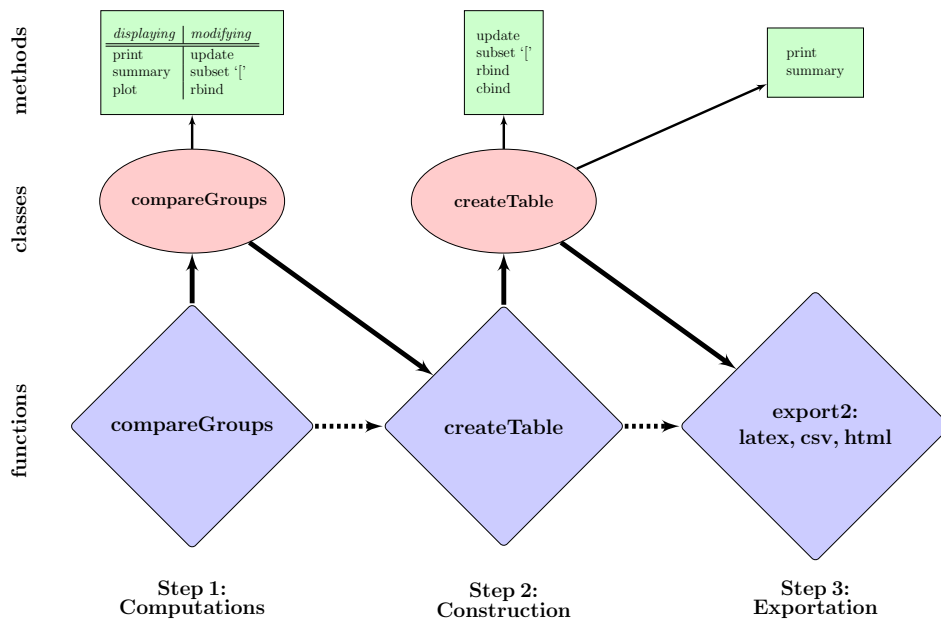 methods
displaying modifying
print update
summary subset ‘[’
plot rbind
update
subset ‘[’
rbind
cbind
print
summary
classes
compareGroups
createTable
functions
compareGroups
createTable
export2:
latex, csv, html
Step 1:
Computations
Step 2:
Construction
Step 3:
Exportation